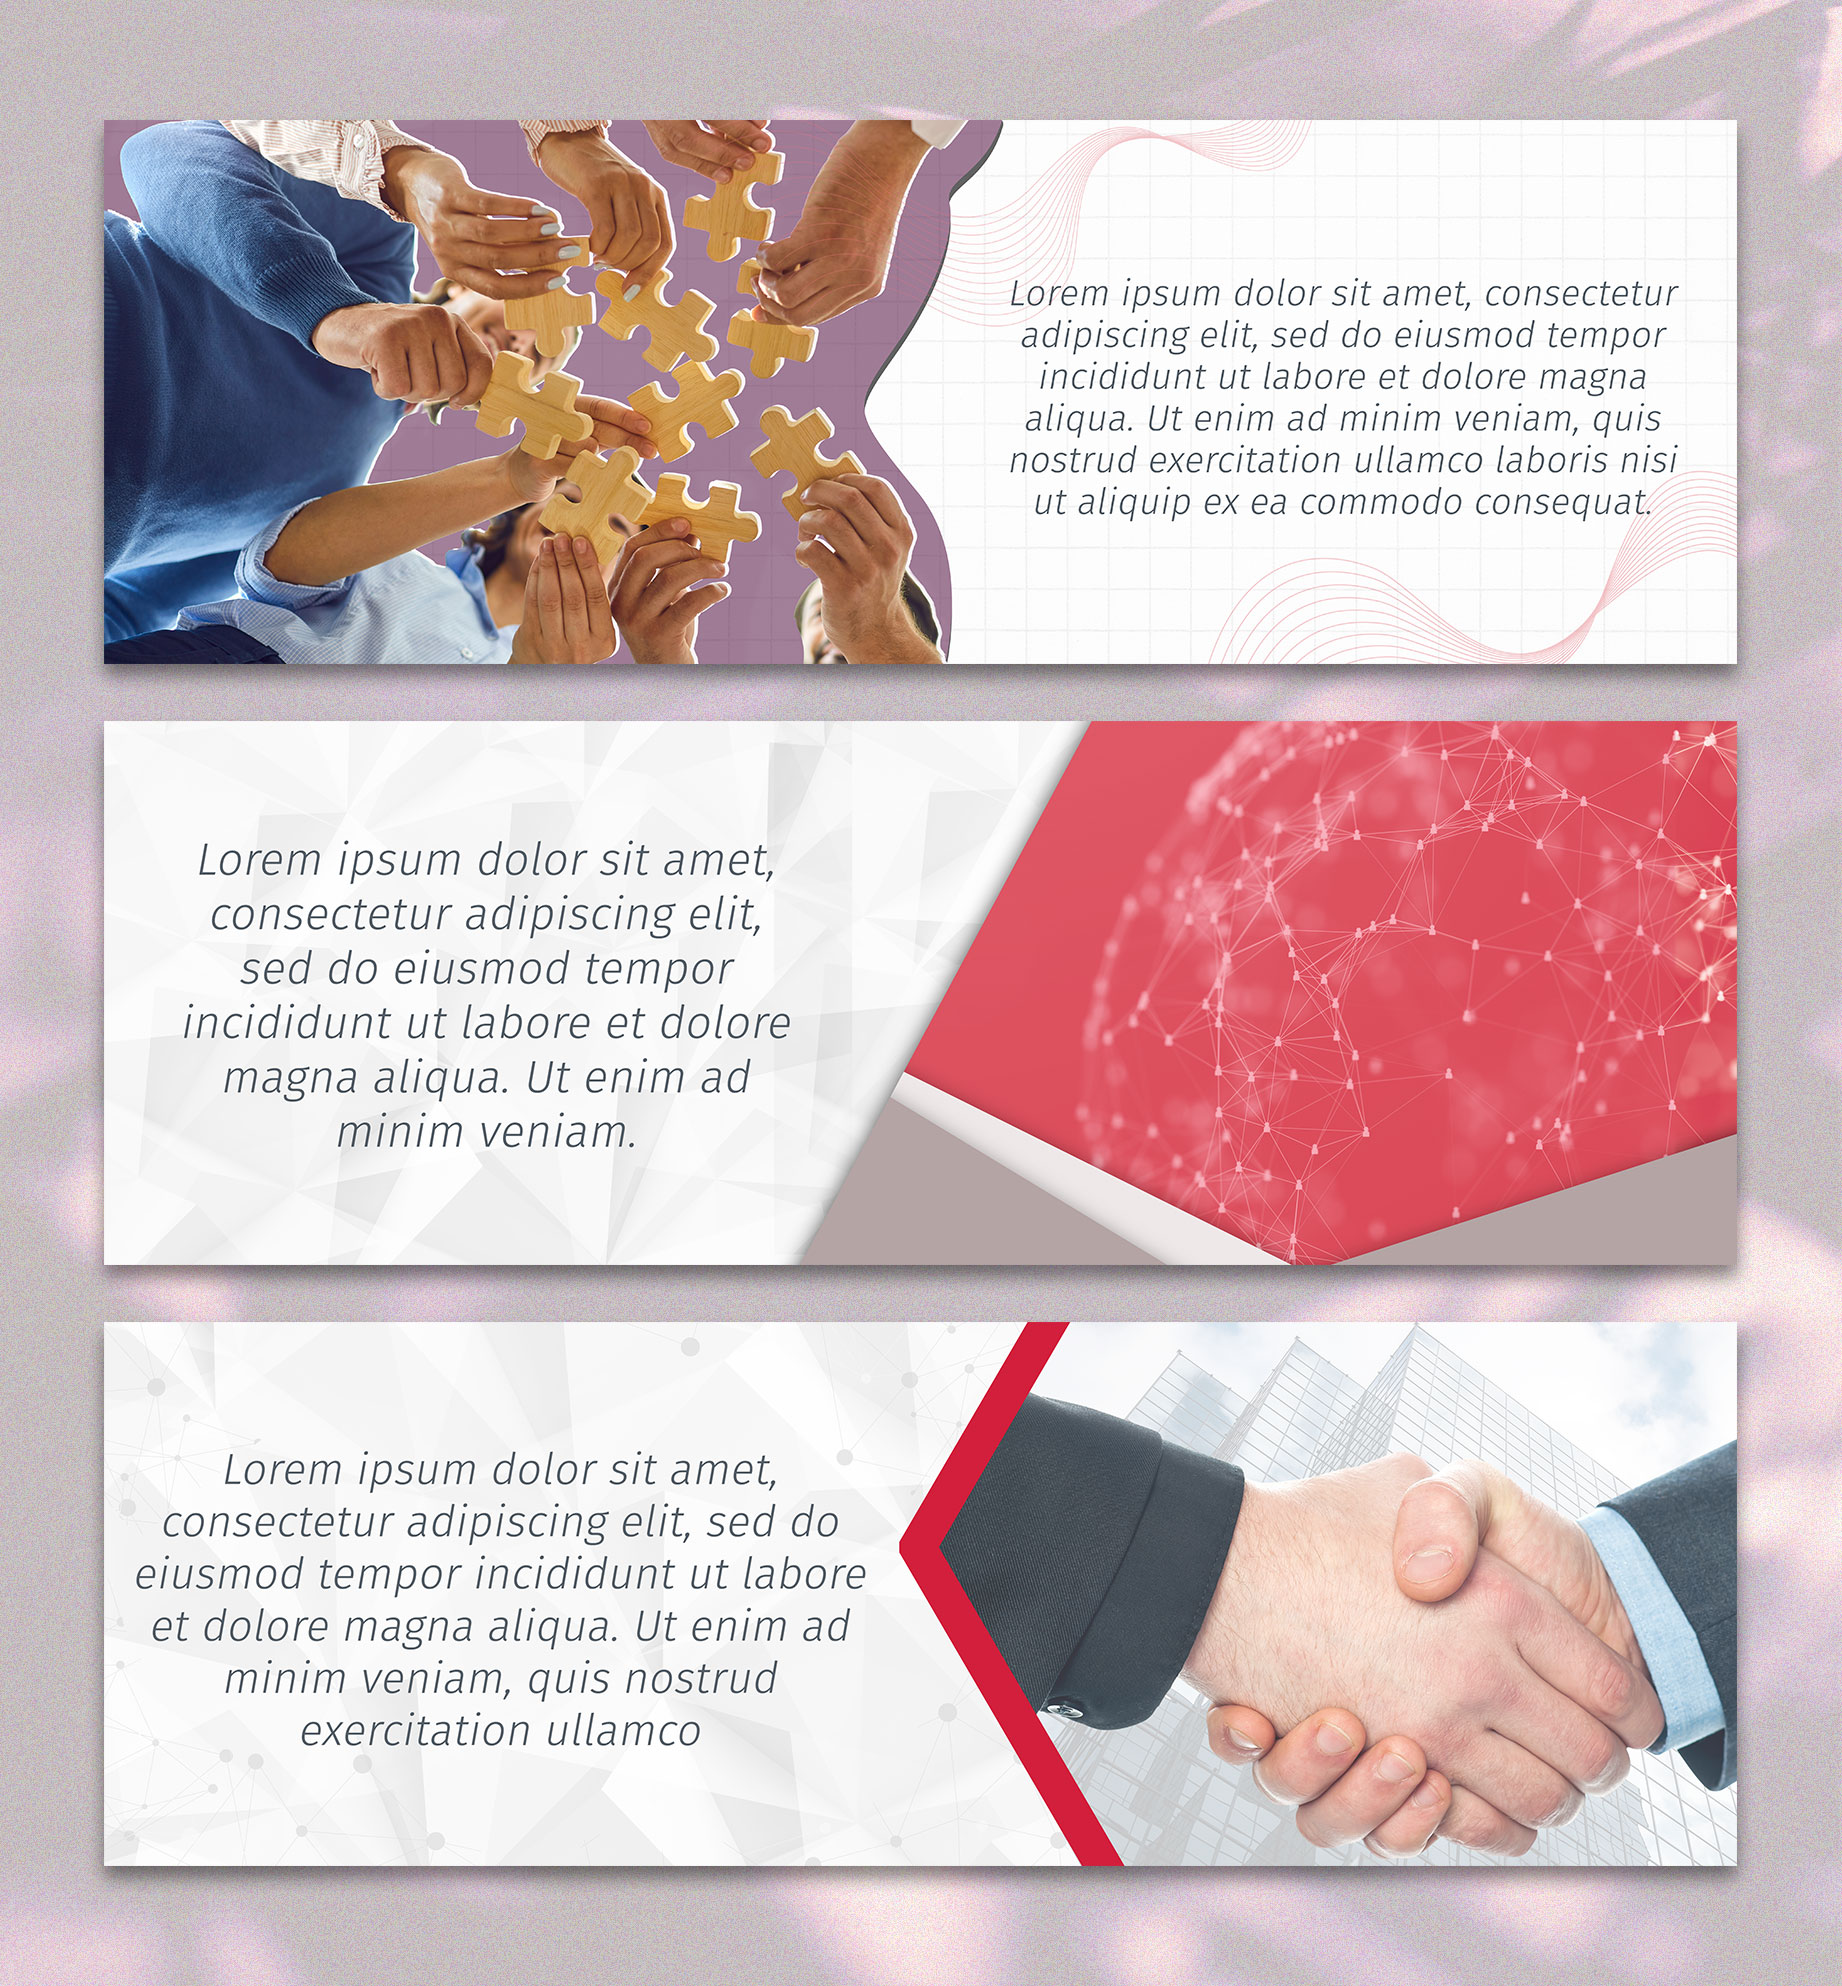 Lorem ipsum dolor sit amet, consectetur
adipiscing elit, sed do eiusmod tempor
incididunt ut labore et dolore magna
aliqua. Ut enim ad minim veniam, quis
nostrud exercitation ullamco laboris nisi
ut aliquip ex ea commodo consequat.
Lorem ipsum dolor sit amet,
consectetur adipiscing elit,
sed do eiusmod tempor
incididunt ut labore et dolore
magna aliqua. Ut enim ad
minim veniam.
Lorem ipsum dolor sit amet,
consectetur adipiscing elit, sed do
eiusmod tempor incididunt ut labore
et dolore magna aliqua. Ut enim ad
minim veniam, quis nostrud
exercitation ullamco